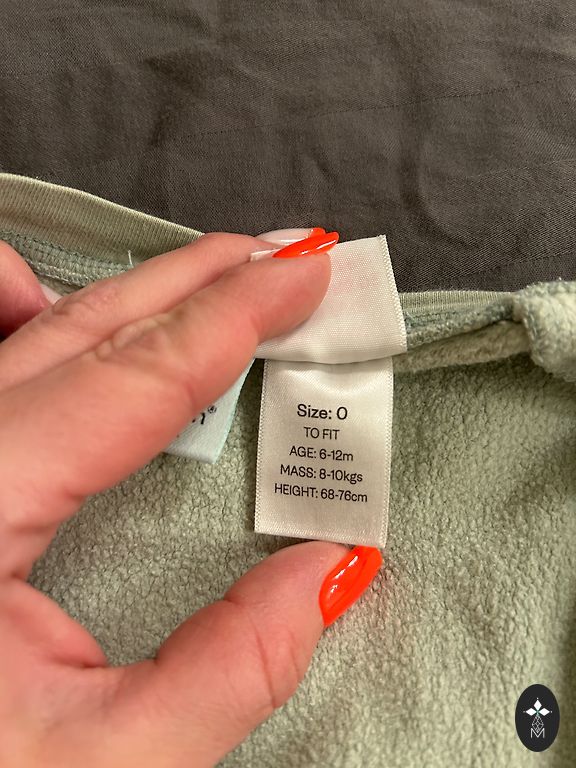 Size: 0
TO FIT
AGE: 6-12m
MASS: 8-10kgs
HEIGHT: 68-76cm